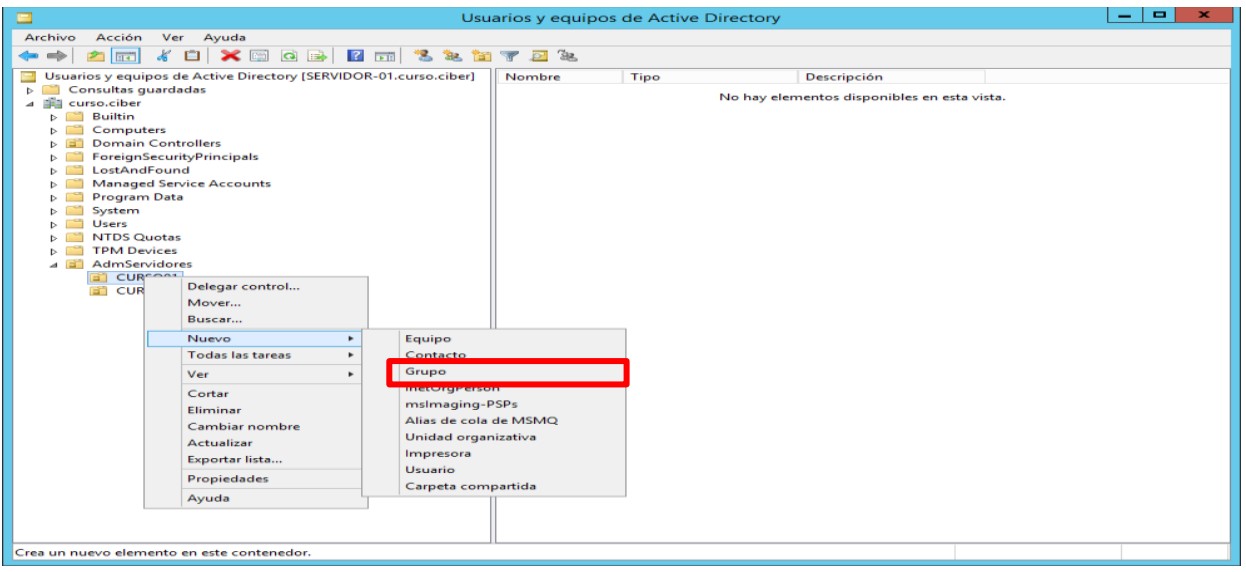 Usuarios y equipos de Active Directory
Archivo Acción Ver Ayuda
Usuarios y equipos de Active Directory [SERVIDOR-01.curso.ciber]
Nombre Tipo Descripción
Consultas guardadas
No hay elementos disponibles en esta vista.
curso.ciber
Builtin
Computers
Domain Controllers
ForeignSecurityPrincipals
LostAndFound
Managed Service Accounts
Program Data
System
Users
NTDS Quotas
TPM Devices
AdmServidores
CURSO01
CUR
Delegar control...
Mover...
Buscar...
Nuevo
Todas las tareas
Ver
Cortar
Eliminar
Cambiar nombre
Actualizar
Exportar lista...
Propiedades
Ayuda
Equipo
Contacto
Grupo
InetOrgPerson
msImaging-PSPs
Alias de cola de MSMQ
Unidad organizativa
Impresora
Usuario
Carpeta compartida
Crea un nuevo elemento en este contenedor.